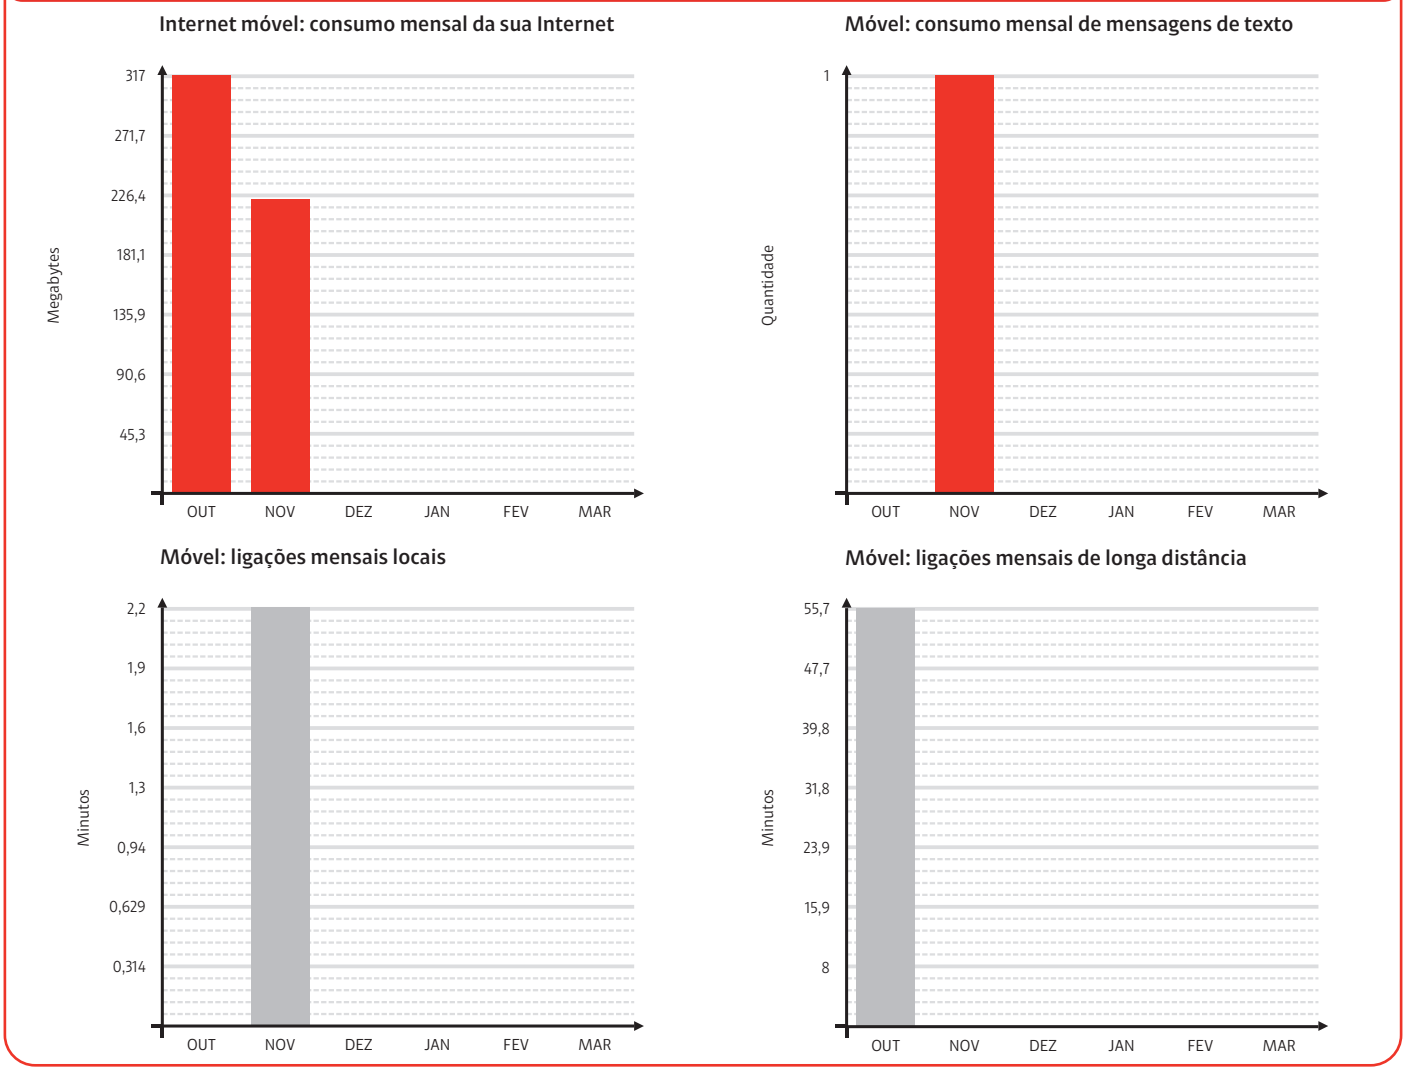 Internet móvel: consumo mensal da sua Internet
317
271,7
226,4
181,1
135,9
90,6
45,3
Megabytes
OUT NOV DEZ JAN FEV MAR
Móvel: consumo mensal de mensagens de texto
1
Quantidade
OUT NOV DEZ JAN FEV MAR
Móvel: ligações mensais locais
2,2
1,9
1,6
1,3
0,94
0,629
0,314
Minutos
OUT NOV DEZ JAN FEV MAR
Móvel: ligações mensais de longa distância
55,7
47,7
39,8
31,8
23,9
15,9
8
Minutos
OUT NOV DEZ JAN FEV MAR